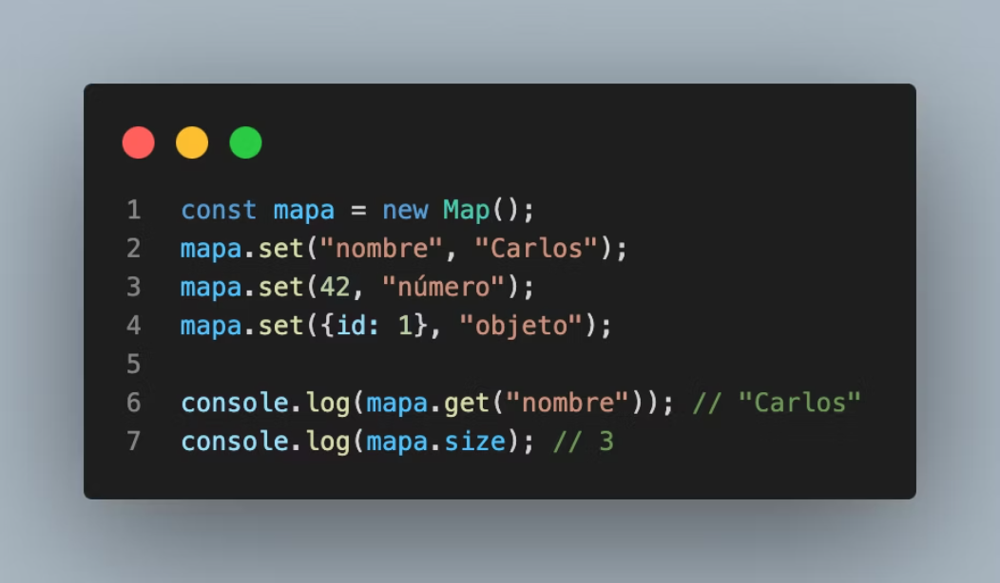 1 const mapa = new Map();
2 mapa.set("nombre", "Carlos");
3 mapa.set(42, "número");
4 mapa.set({id: 1}, "objeto");
5
6 console.log(mapa.get("nombre")); // "Carlos"
7 console.log(mapa.size); // 3